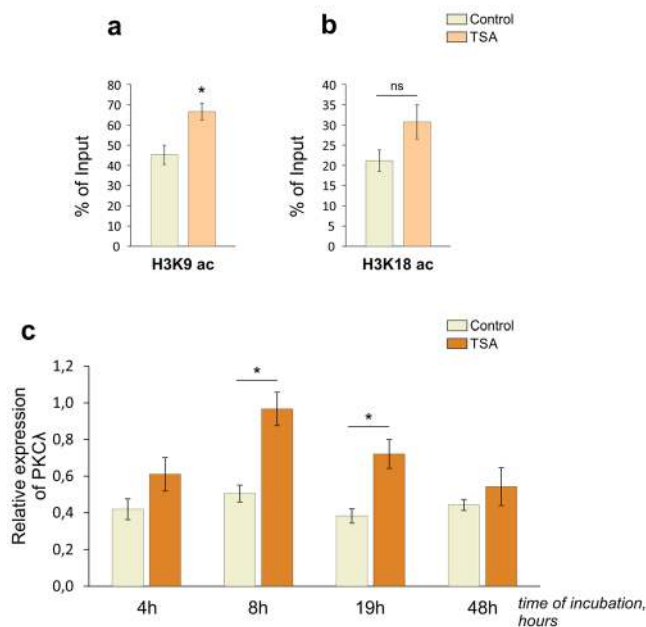 a
b
Control
TSA
% of Input
80
70
60
50
40
30
20
10
0
*
H3K9 ac
% of Input
40
35
30
25
20
15
10
5
0
ns
H3K18 ac
c
Control
TSA
Relative expression
of PKCλ
1,2
1,0
0,8
0,6
0,4
0,2
0,0
*
*
4h
8h
19h
48h
time of incubation,
hours